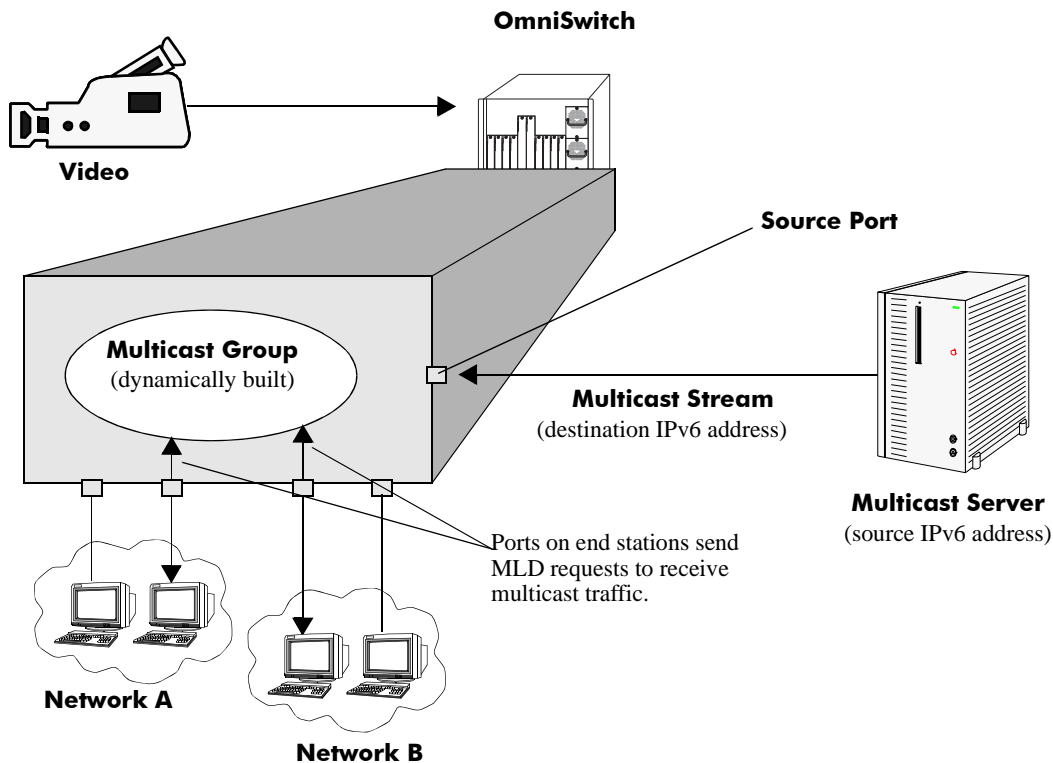 OmniSwitch
Video
Source Port
Multicast Group
(dynamically built)
Multicast Stream
(destination IPv6 address)
Multicast Server
(source IPv6 address)
Ports on end stations send
MLD requests to receive
multicast traffic.
Network A
Network B